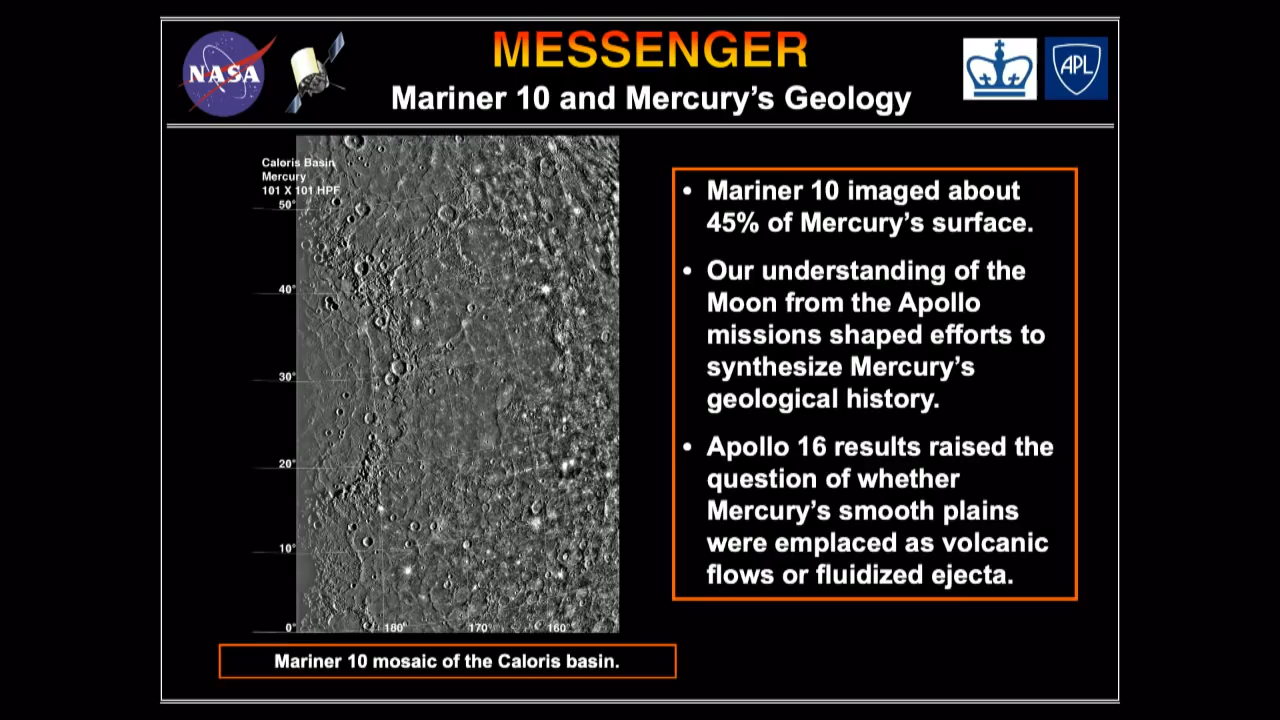 MESSENGER
Mariner 10 and Mercury’s Geology
NASA
APL
Caloris Basin
Mercury
101 X 101 HPF
50°
40°
30°
20°
10°
0°
180°
170°
160°
Mariner 10 mosaic of the Caloris basin.
• Mariner 10 imaged about
45% of Mercury’s surface.
• Our understanding of the
Moon from the Apollo
missions shaped efforts to
synthesize Mercury’s
geological history.
• Apollo 16 results raised the
question of whether
Mercury’s smooth plains
were emplaced as volcanic
flows or fluidized ejecta.